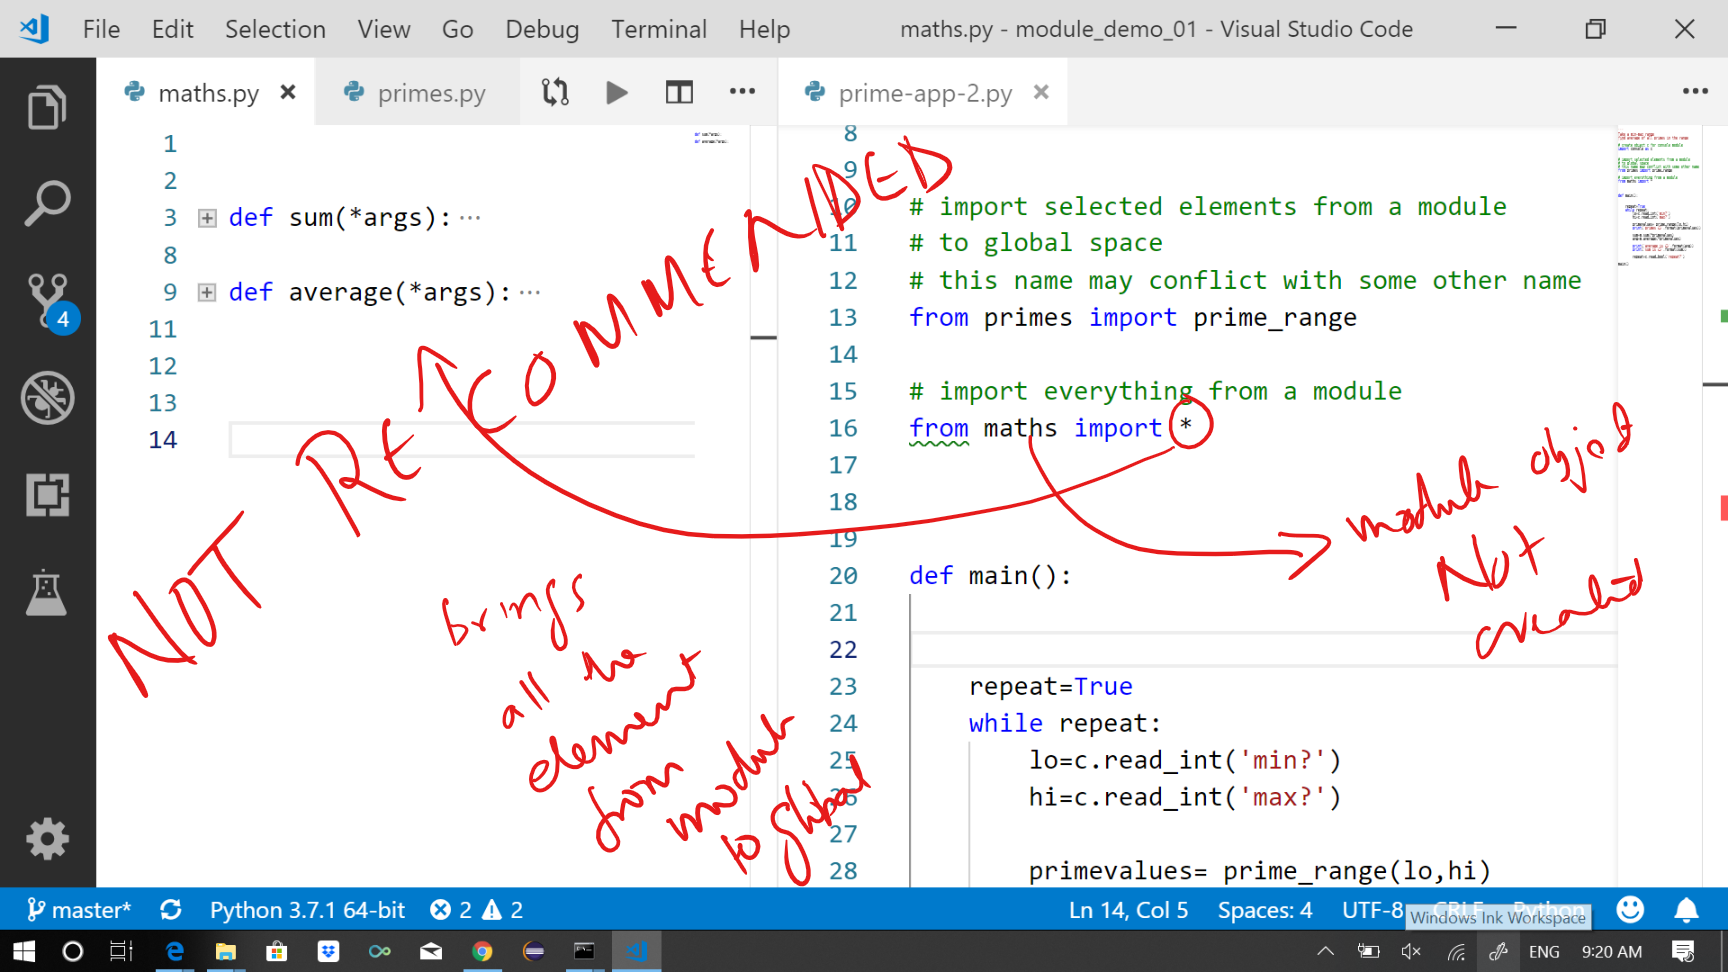 File Edit Selection View Go Debug Terminal Help
maths.py - module_demo_01 - Visual Studio Code
maths.py
primes.py
prime-app-2.py
1
2
3 def sum(*args): ...
8
9 def average(*args): ...
11
12
13
14
8
9
10 # import selected elements from a module
11 # to global space
12 # this name may conflict with some other name
13 from primes import prime_range
14
15 # import everything from a module
16 from maths import *
17
18
19
20 def main():
21
22
23 repeat=True
24 while repeat:
25 lo=c.read_int('min?')
26 hi=c.read_int('max?')
27
28 primevalues= prime_range(lo,hi)
NOT RECOMMENDED
brings
all the
element
from
module
to global
module object
Not
created
4
master* Python 3.7.1 64-bit 2 2
Ln 14, Col 5 Spaces: 4 UTF-8 CRLF Python
Windows Ink Workspace
ENG 9:20 AM